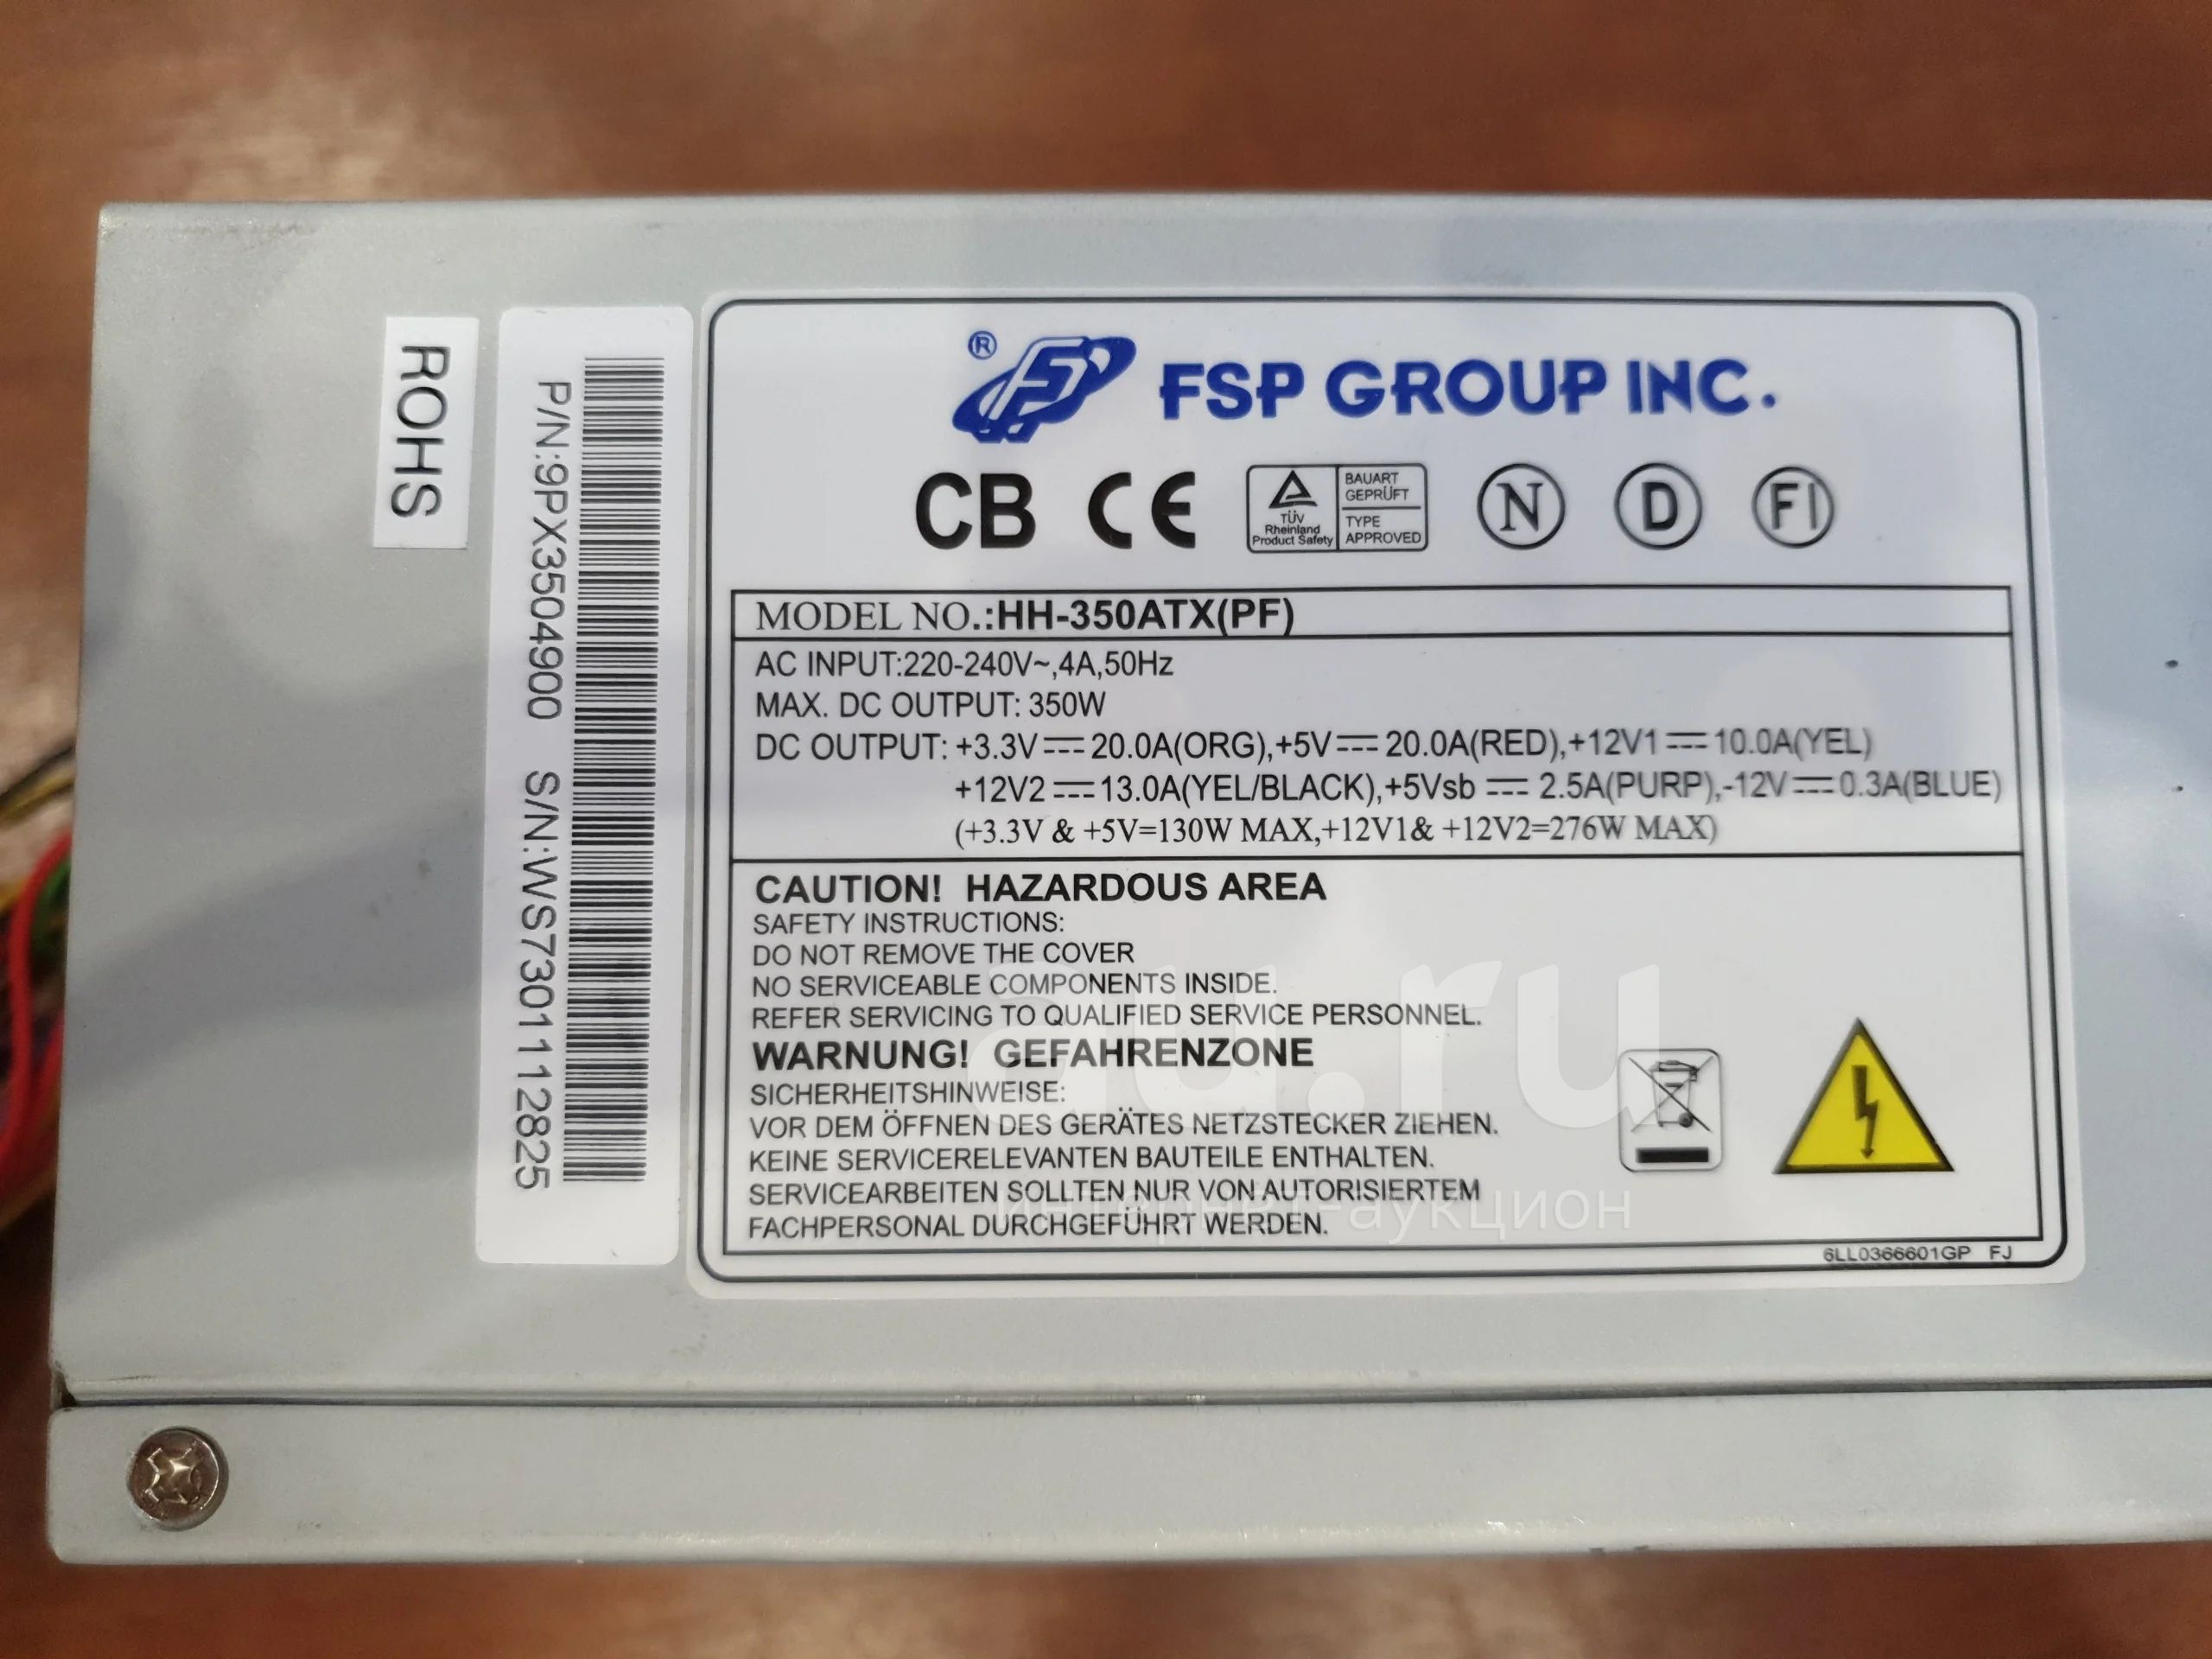 ROHS
P/N:9PX3504900 S/N:WS7301112825
® FSP GROUP INC.
CB CE
TÜV
Rheinland
Product Safety
BAUART
GEPRÜFT
TYPE
APPROVED
N D FI
MODEL NO.:HH-350ATX(PF)
AC INPUT:220-240V~,4A,50Hz
MAX. DC OUTPUT: 350W
DC OUTPUT: +3.3V⎓20.0A(ORG),+5V⎓20.0A(RED),+12V1⎓10.0A(YEL)
+12V2⎓13.0A(YEL/BLACK),+5Vsb⎓2.5A(PURP),-12V⎓0.3A(BLUE)
(+3.3V & +5V=130W MAX,+12V1& +12V2=276W MAX)
CAUTION! HAZARDOUS AREA
SAFETY INSTRUCTIONS:
DO NOT REMOVE THE COVER
NO SERVICEABLE COMPONENTS INSIDE.
REFER SERVICING TO QUALIFIED SERVICE PERSONNEL.
WARNUNG! GEFAHRENZONE
SICHERHEITSHINWEISE:
VOR DEM ÖFFNEN DES GERÄTES NETZSTECKER ZIEHEN.
KEINE SERVICERELEVANTEN BAUTEILE ENTHALTEN.
SERVICEARBEITEN SOLLTEN NUR VON AUTORISIERTEM
FACHPERSONAL DURCHGEFÜHRT WERDEN.
6LL0366601GP FJ
au.ru
интернет-аукцион